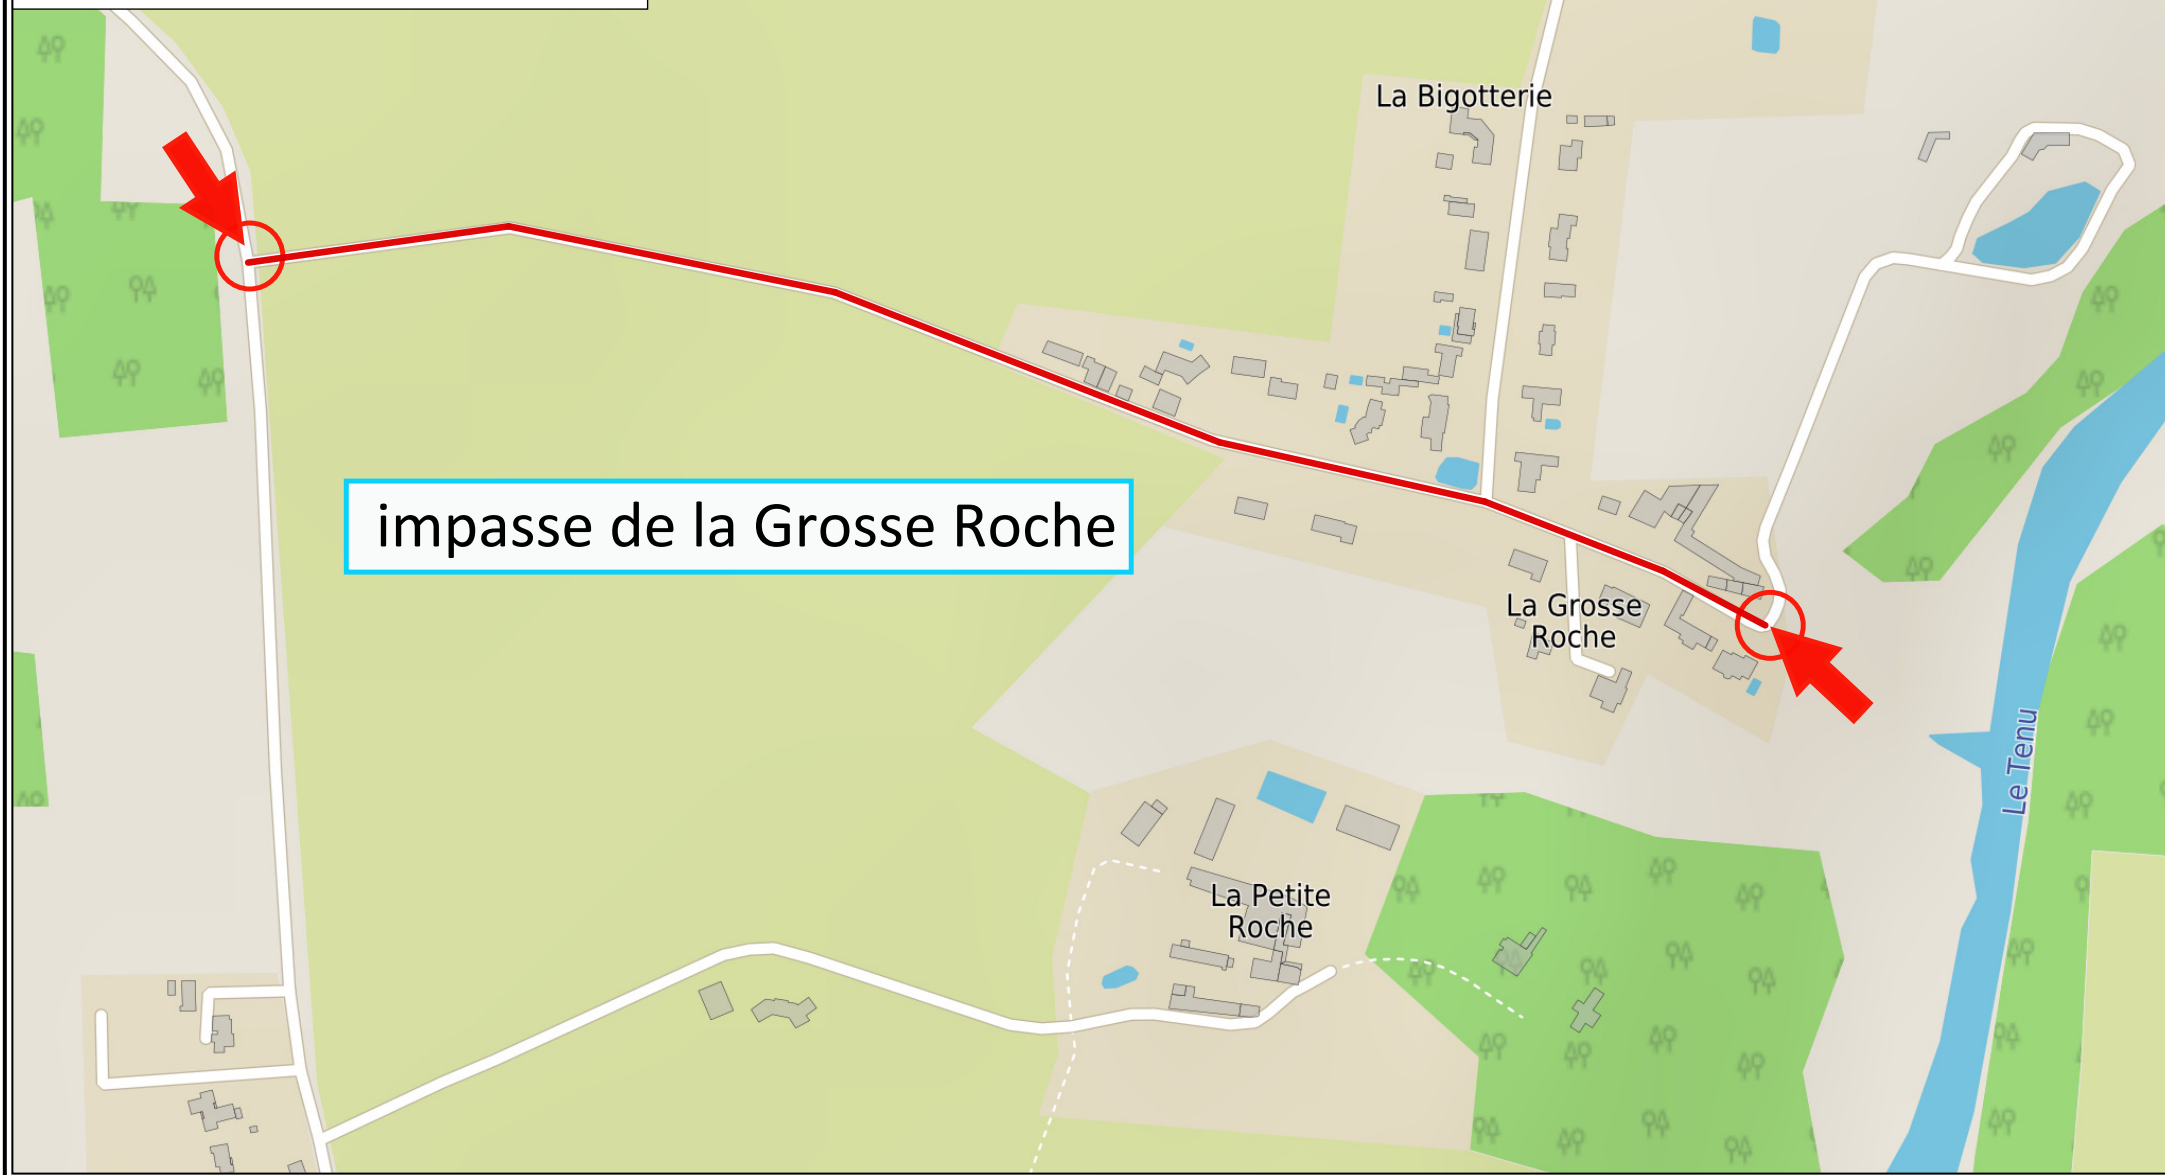 La Bigotterie
impasse de la Grosse Roche
La Grosse
Roche
Le Tenu
La Petite
Roche